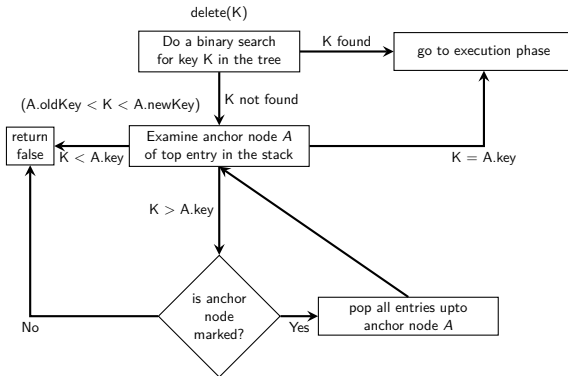 delete(K)
Do a binary search
for key K in the tree
K found
go to execution phase
K not found
(A.oldKey < K < A.newKey)
return
false
K < A.key
Examine anchor node A
of top entry in the stack
K = A.key
K > A.key
is anchor
node
marked?
No
Yes
pop all entries upto
anchor node A